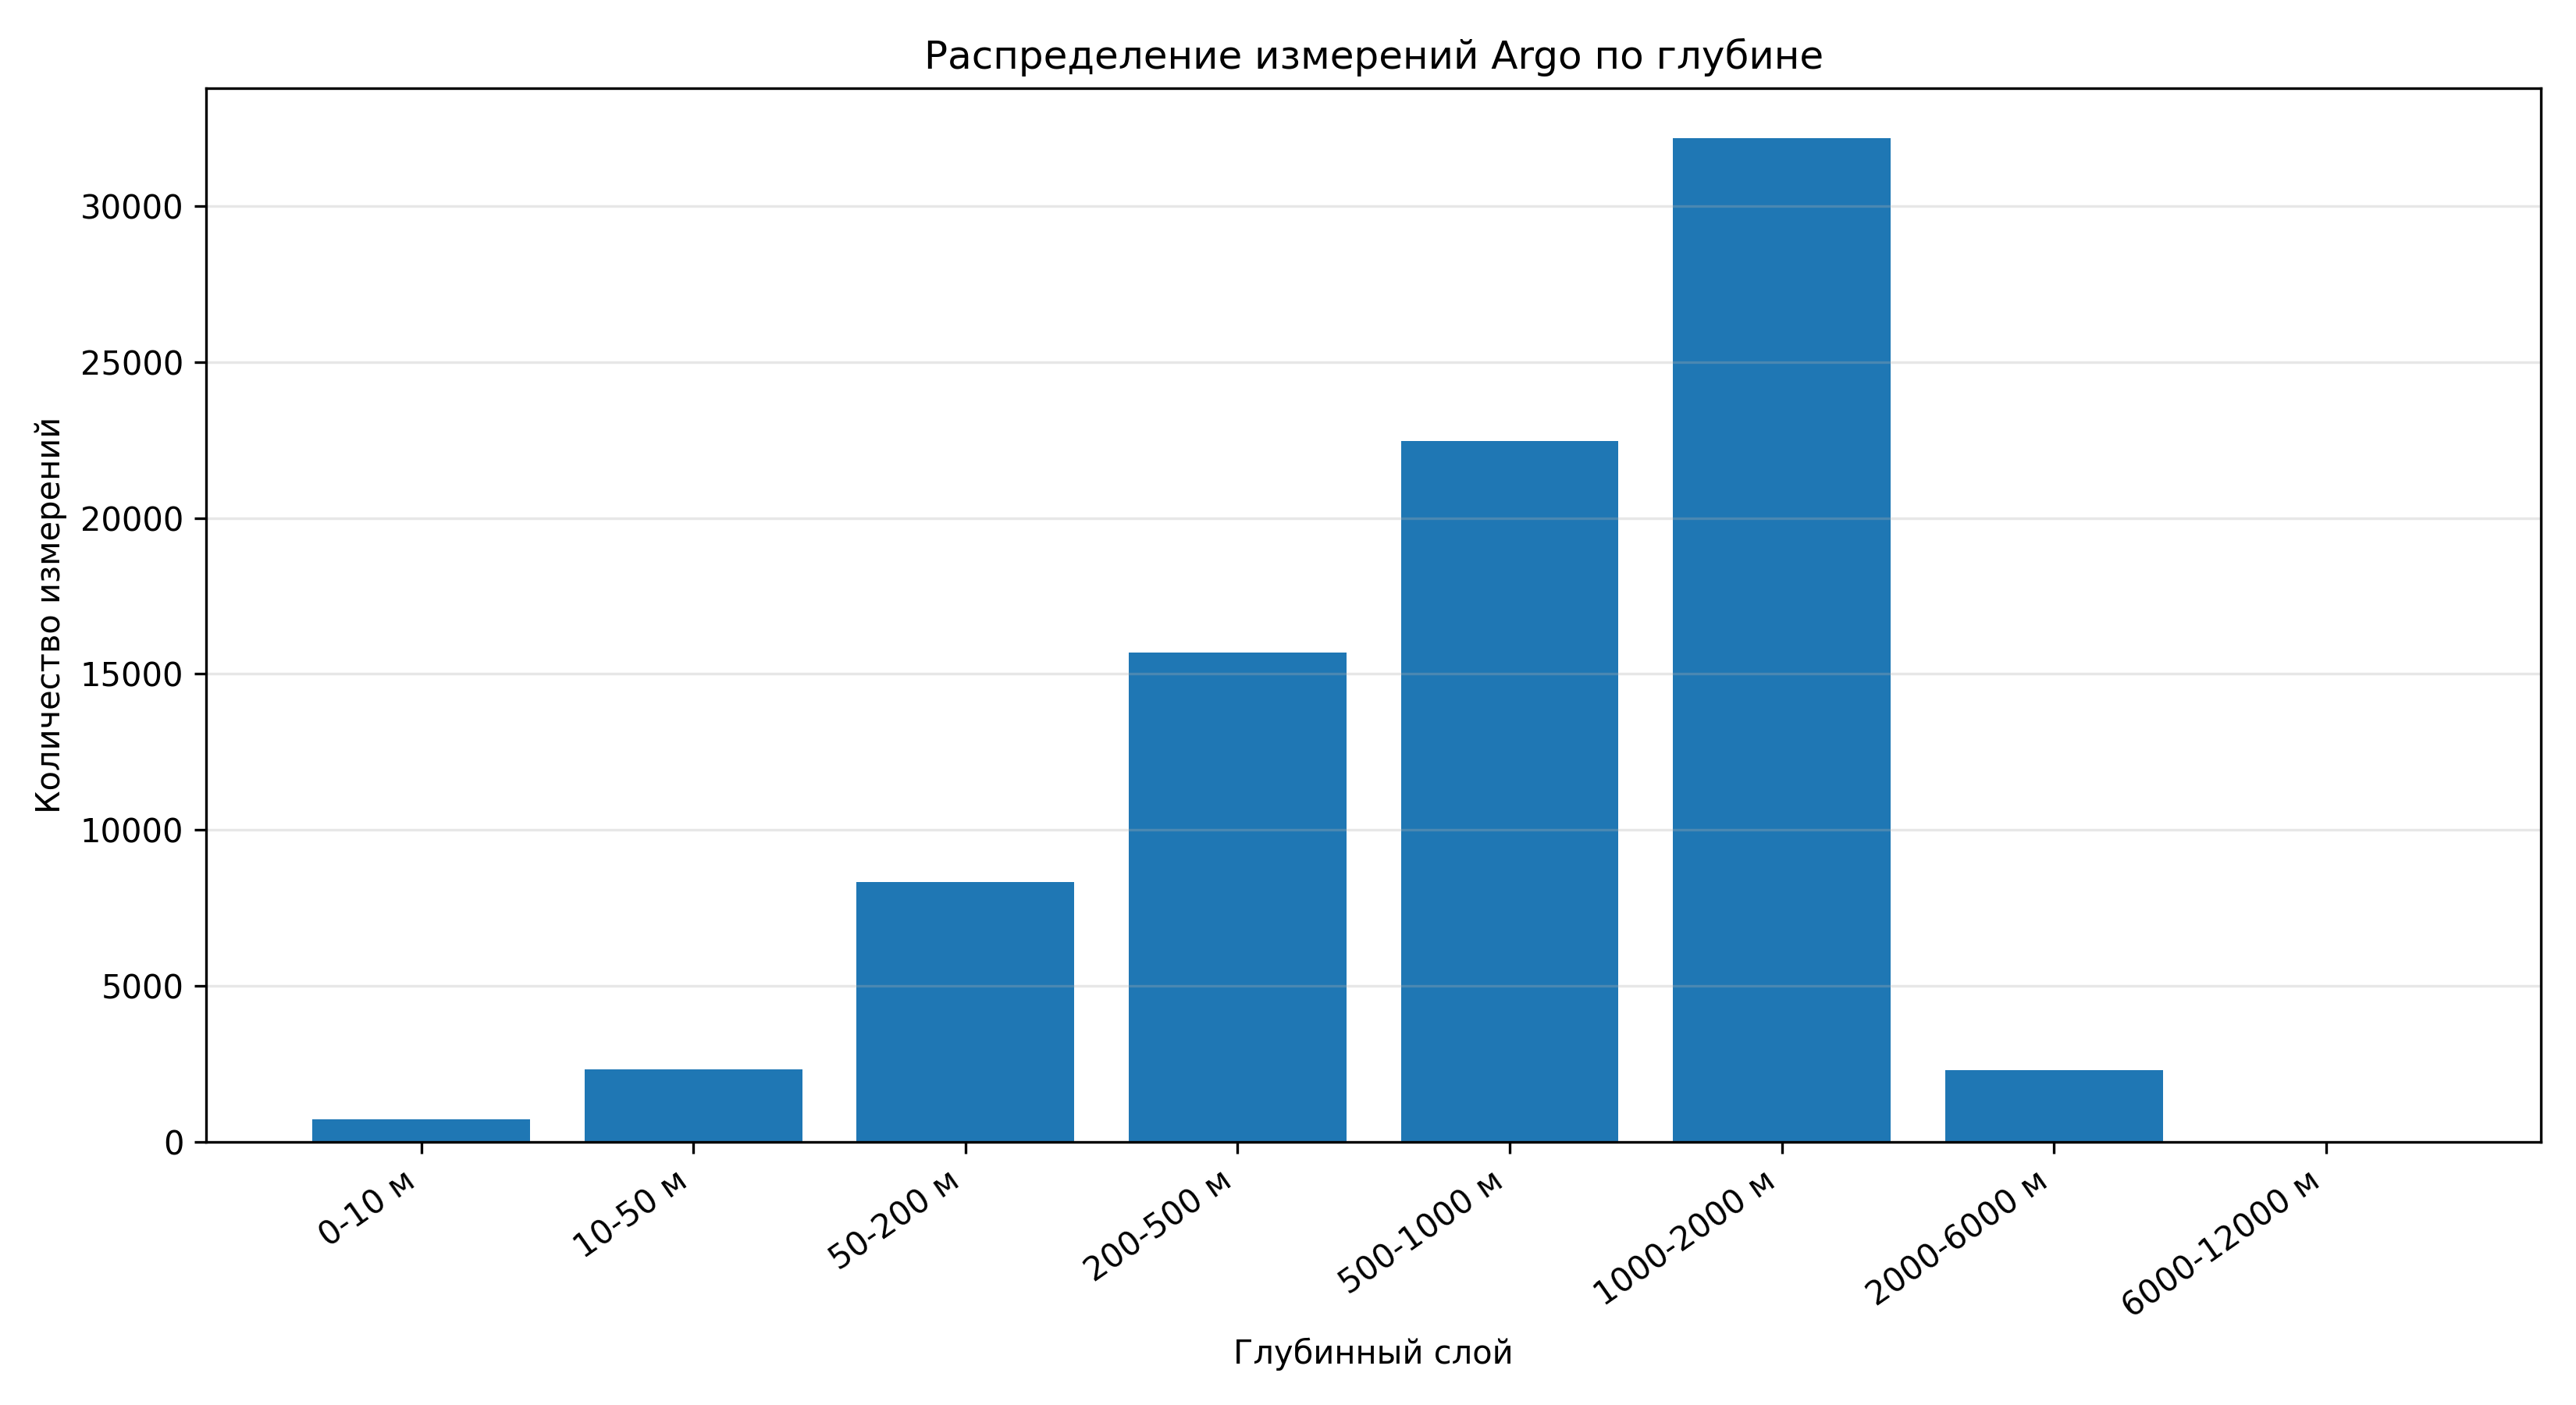 Распределение измерений Argo по глубине
Количество измерений
30000
25000
20000
15000
10000
5000
0
0-10 м
10-50 м
50-200 м
200-500 м
500-1000 м
1000-2000 м
2000-6000 м
6000-12000 м
Глубинный слой